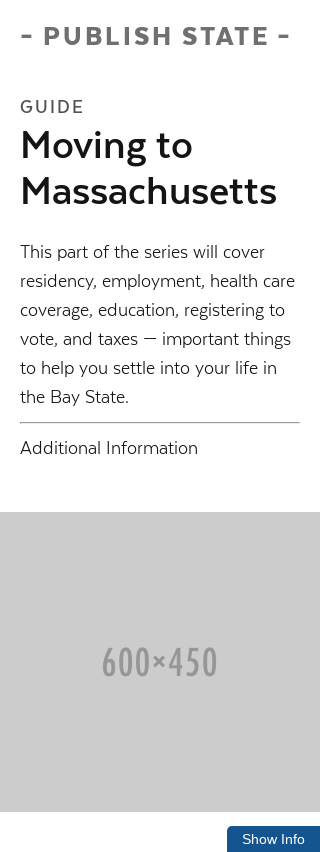 – PUBLISH STATE –
GUIDE
Moving to
Massachusetts
This part of the series will cover
residency, employment, health care
coverage, education, registering to
vote, and taxes — important things
to help you settle into your life in
the Bay State.
Additional Information
600×450
Show Info